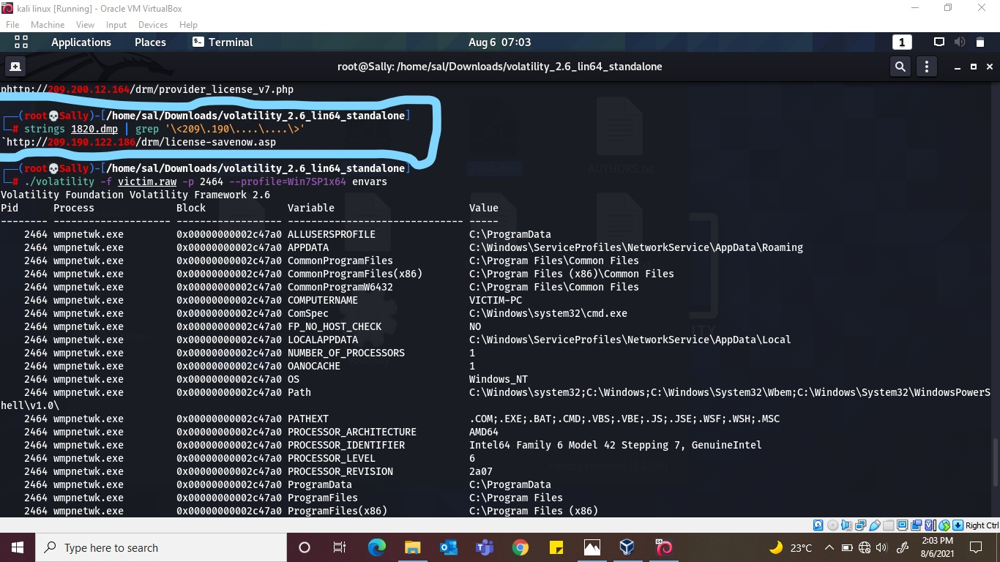 kali linux [Running] - Oracle VM VirtualBox
File Machine View Input Devices Help
Applications Places Terminal Aug 6 07:03 1
root@Sally: /home/sal/Downloads/volatility_2.6_lin64_standalone
phttp://209.200.12.164/drm/provider_license_v7.php
┌──(root💀Sally)-[/home/sal/Downloads/volatility_2.6_lin64_standalone]
└─# strings 1820.dmp | grep '\<209\.190\....\....\>'
`http://209.190.122.186/drm/license-savenow.asp
┌──(root💀Sally)-[/home/sal/Downloads/volatility_2.6_lin64_standalone]
└─# ./volatility -f victim.raw -p 2464 --profile=Win7SP1x64 envars
Volatility Foundation Volatility Framework 2.6
Pid Process Block Variable Value
-------- -------------------- ------------------ ------------------------------ -----
2464 wmpnetwk.exe 0x00000000002c47a0 ALLUSERSPROFILE C:\ProgramData
2464 wmpnetwk.exe 0x00000000002c47a0 APPDATA C:\Windows\ServiceProfiles\NetworkService\AppData\Roaming
2464 wmpnetwk.exe 0x00000000002c47a0 CommonProgramFiles C:\Program Files\Common Files
2464 wmpnetwk.exe 0x00000000002c47a0 CommonProgramFiles(x86) C:\Program Files (x86)\Common Files
2464 wmpnetwk.exe 0x00000000002c47a0 CommonProgramW6432 C:\Program Files\Common Files
2464 wmpnetwk.exe 0x00000000002c47a0 COMPUTERNAME VICTIM-PC
2464 wmpnetwk.exe 0x00000000002c47a0 ComSpec C:\Windows\system32\cmd.exe
2464 wmpnetwk.exe 0x00000000002c47a0 FP_NO_HOST_CHECK NO
2464 wmpnetwk.exe 0x00000000002c47a0 LOCALAPPDATA C:\Windows\ServiceProfiles\NetworkService\AppData\Local
2464 wmpnetwk.exe 0x00000000002c47a0 NUMBER_OF_PROCESSORS 1
2464 wmpnetwk.exe 0x00000000002c47a0 OANOCACHE 1
2464 wmpnetwk.exe 0x00000000002c47a0 OS Windows_NT
2464 wmpnetwk.exe 0x00000000002c47a0 Path C:\Windows\system32;C:\Windows;C:\Windows\System32\Wbem;C:\Windows\System32\WindowsPowerS
hell\v1.0\
2464 wmpnetwk.exe 0x00000000002c47a0 PATHEXT .COM;.EXE;.BAT;.CMD;.VBS;.VBE;.JS;.JSE;.WSF;.WSH;.MSC
2464 wmpnetwk.exe 0x00000000002c47a0 PROCESSOR_ARCHITECTURE AMD64
2464 wmpnetwk.exe 0x00000000002c47a0 PROCESSOR_IDENTIFIER Intel64 Family 6 Model 42 Stepping 7, GenuineIntel
2464 wmpnetwk.exe 0x00000000002c47a0 PROCESSOR_LEVEL 6
2464 wmpnetwk.exe 0x00000000002c47a0 PROCESSOR_REVISION 2a07
2464 wmpnetwk.exe 0x00000000002c47a0 ProgramData C:\ProgramData
2464 wmpnetwk.exe 0x00000000002c47a0 ProgramFiles C:\Program Files
2464 wmpnetwk.exe 0x00000000002c47a0 ProgramFiles(x86) C:\Program Files (x86)
AUTHORS.txt
Right Ctrl
Type here to search
23°C
2:03 PM
8/6/2021